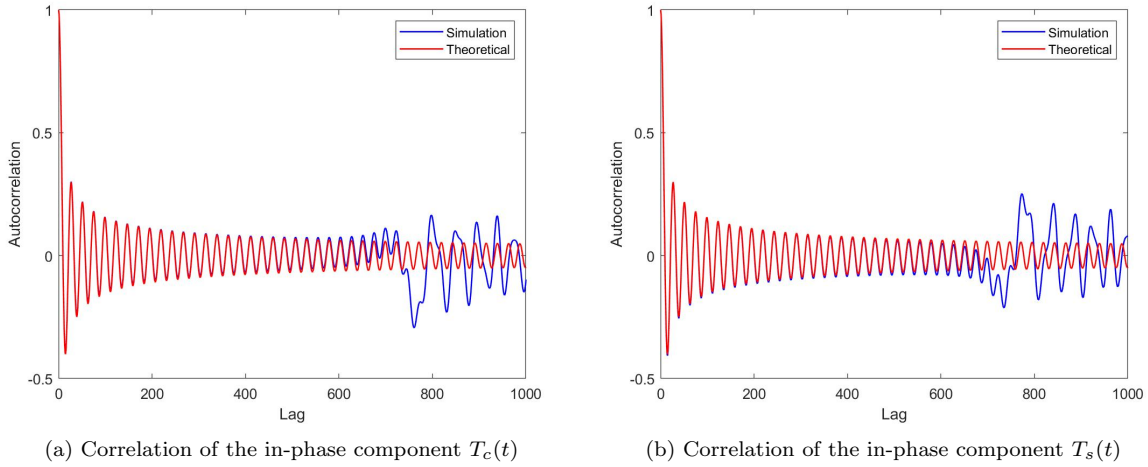 1
0.5
0
-0.5
Autocorrelation
Simulation
Theoretical
0 200 400 600 800 1000
Lag
(a) Correlation of the in-phase component T_c(t)
1
0.5
0
-0.5
Autocorrelation
Simulation
Theoretical
0 200 400 600 800 1000
Lag
(b) Correlation of the in-phase component T_s(t)